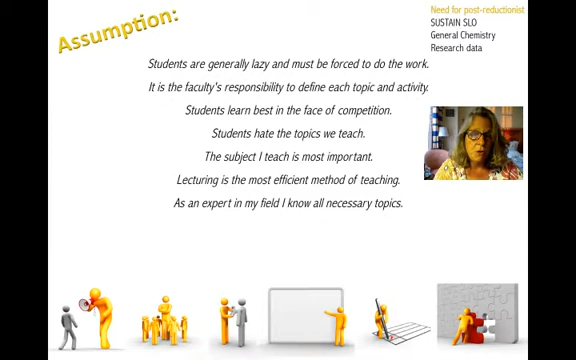 Assumption:
Need for post-reductionist
SUSTAIN SLO
General Chemistry
Research data
Students are generally lazy and must be forced to do the work.
It is the faculty's responsibility to define each topic and activity.
Students learn best in the face of competition.
Students hate the topics we teach.
The subject I teach is most important.
Lecturing is the most efficient method of teaching.
As an expert in my field I know all necessary topics.